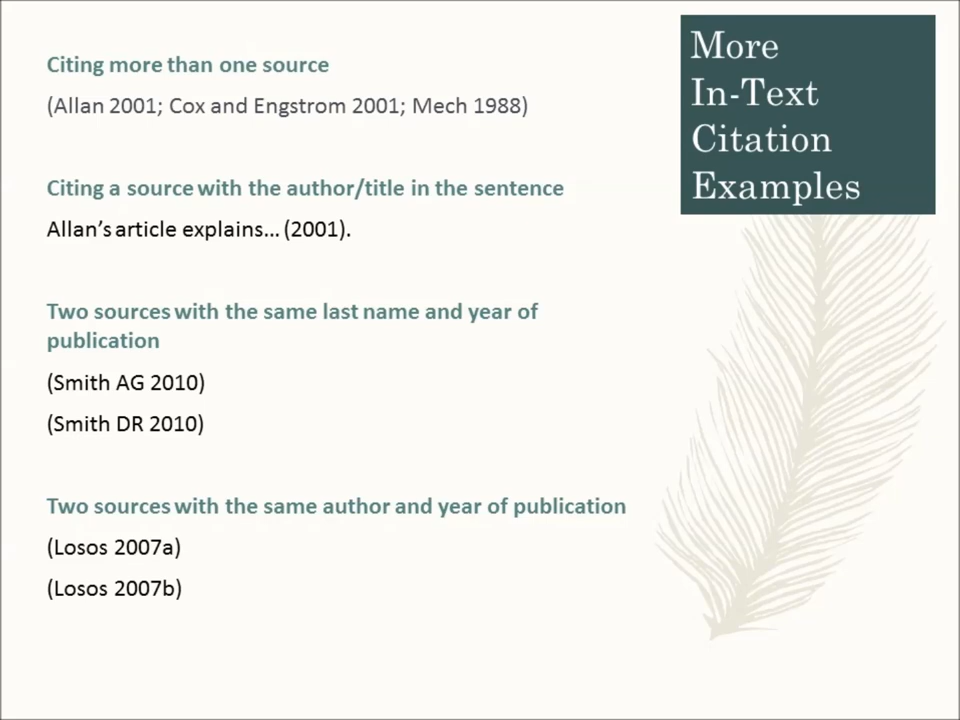 Citing more than one source
(Allan 2001; Cox and Engstrom 2001; Mech 1988)
Citing a source with the author/title in the sentence
Allan's article explains... (2001).
Two sources with the same last name and year of
publication
(Smith AG 2010)
(Smith DR 2010)
Two sources with the same author and year of publication
(Losos 2007a)
(Losos 2007b)
More
In-Text
Citation
Examples